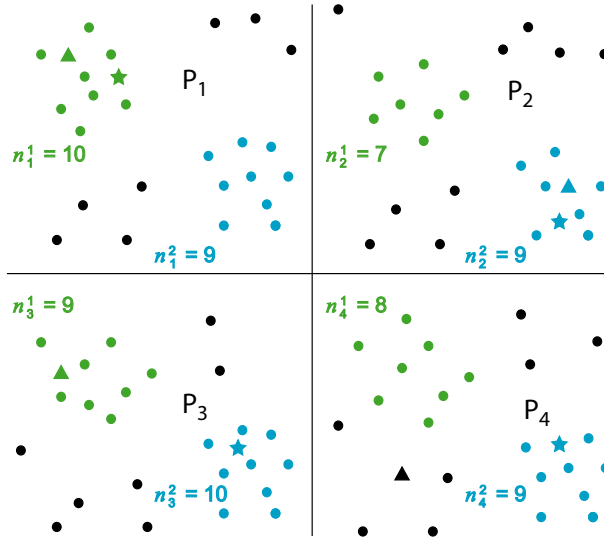 P₁
P₂
n₁¹ = 10
n₂¹ = 7
n₁² = 9
n₂² = 9
n₃¹ = 9
n₄¹ = 8
P₃
P₄
n₃² = 10
n₄² = 9